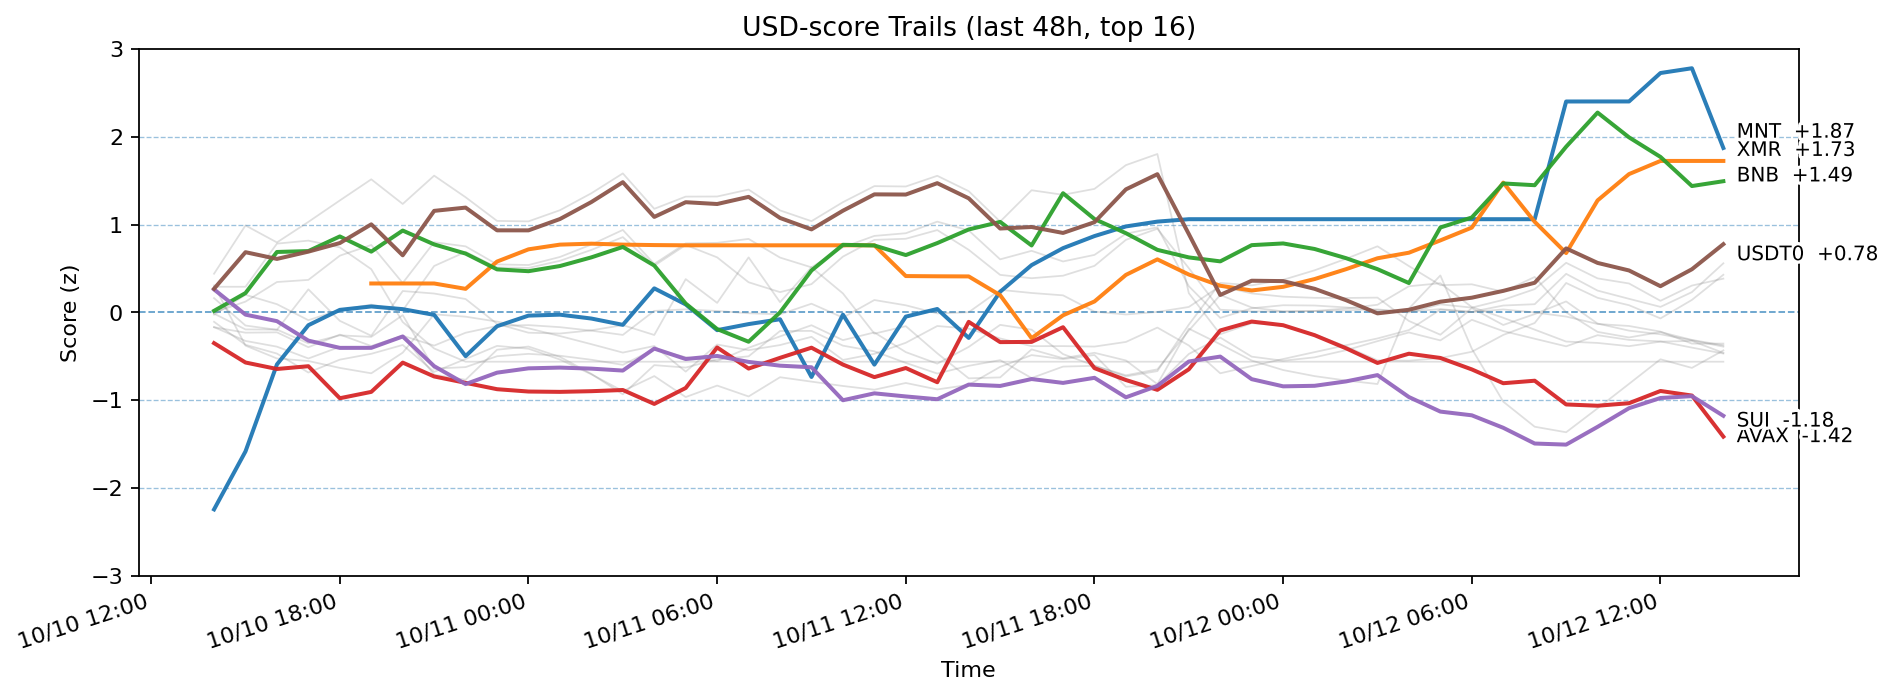 USD-score Trails (last 48h, top 16)
Score (z)
3
2
1
0
−1
−2
−3
MNT +1.87
XMR +1.73
BNB +1.49
USDT0 +0.78
SUI -1.18
AVAX -1.42
10/10 12:00
10/10 18:00
10/11 00:00
10/11 06:00
10/11 12:00
10/11 18:00
10/12 00:00
10/12 06:00
10/12 12:00
Time